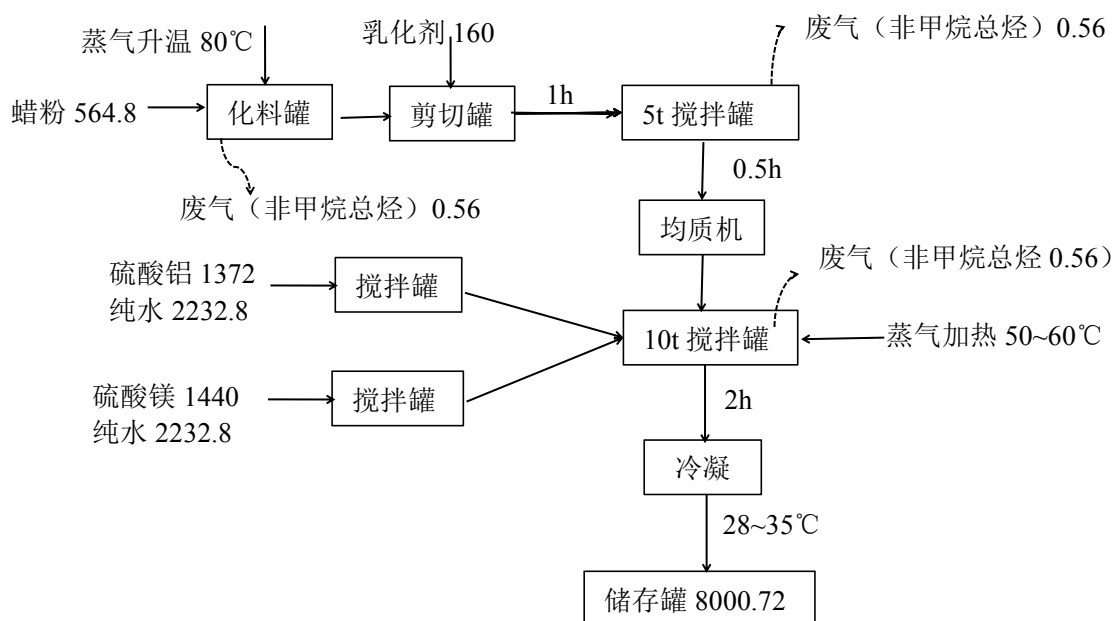 废气（非甲烷总烃）0.56
乳化剂 160
蒸气升温 80℃
1h
蜡粉 564.8
化料罐
剪切罐
5t 搅拌罐
0.5h
废气（非甲烷总烃）0.56
均质机
废气（非甲烷总烃 0.56）
硫酸铝 1372
纯水 2232.8
搅拌罐
10t 搅拌罐
蒸气加热 50~60℃
硫酸镁 1440
纯水 2232.8
搅拌罐
2h
冷凝
28~35℃
储存罐 8000.72